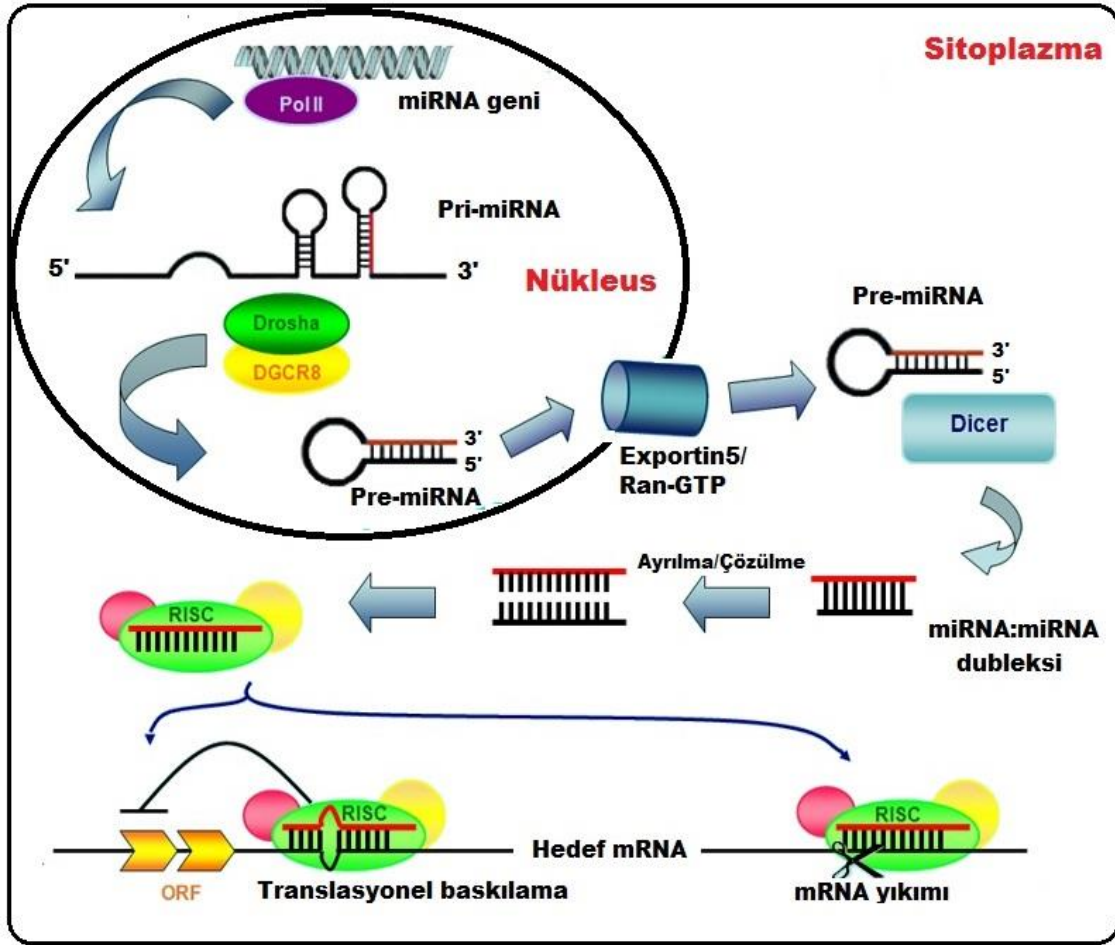 Sitoplazma
miRNA geni
Pol II
Pri-miRNA
5'
3'
Nükleus
Drosha
DGCR8
3'
5'
Pre-miRNA
Exportin5/
Ran-GTP
Pre-miRNA
3'
5'
Dicer
miRNA:miRNA
dubleksi
Ayrılma/Çözülme
RISC
RISC
ORF
Translasyonel baskılama
Hedef mRNA
RISC
mRNA yıkımı